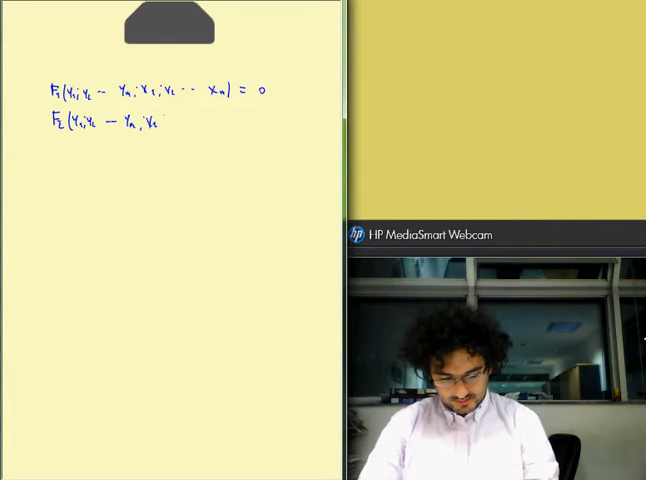 F₁(y₁; y₂ -- yₙ; x₁; x₂ -- xₙ) = 0
F₂(y₁; y₂ -- yₙ; x₁
HP MediaSmart Webcam